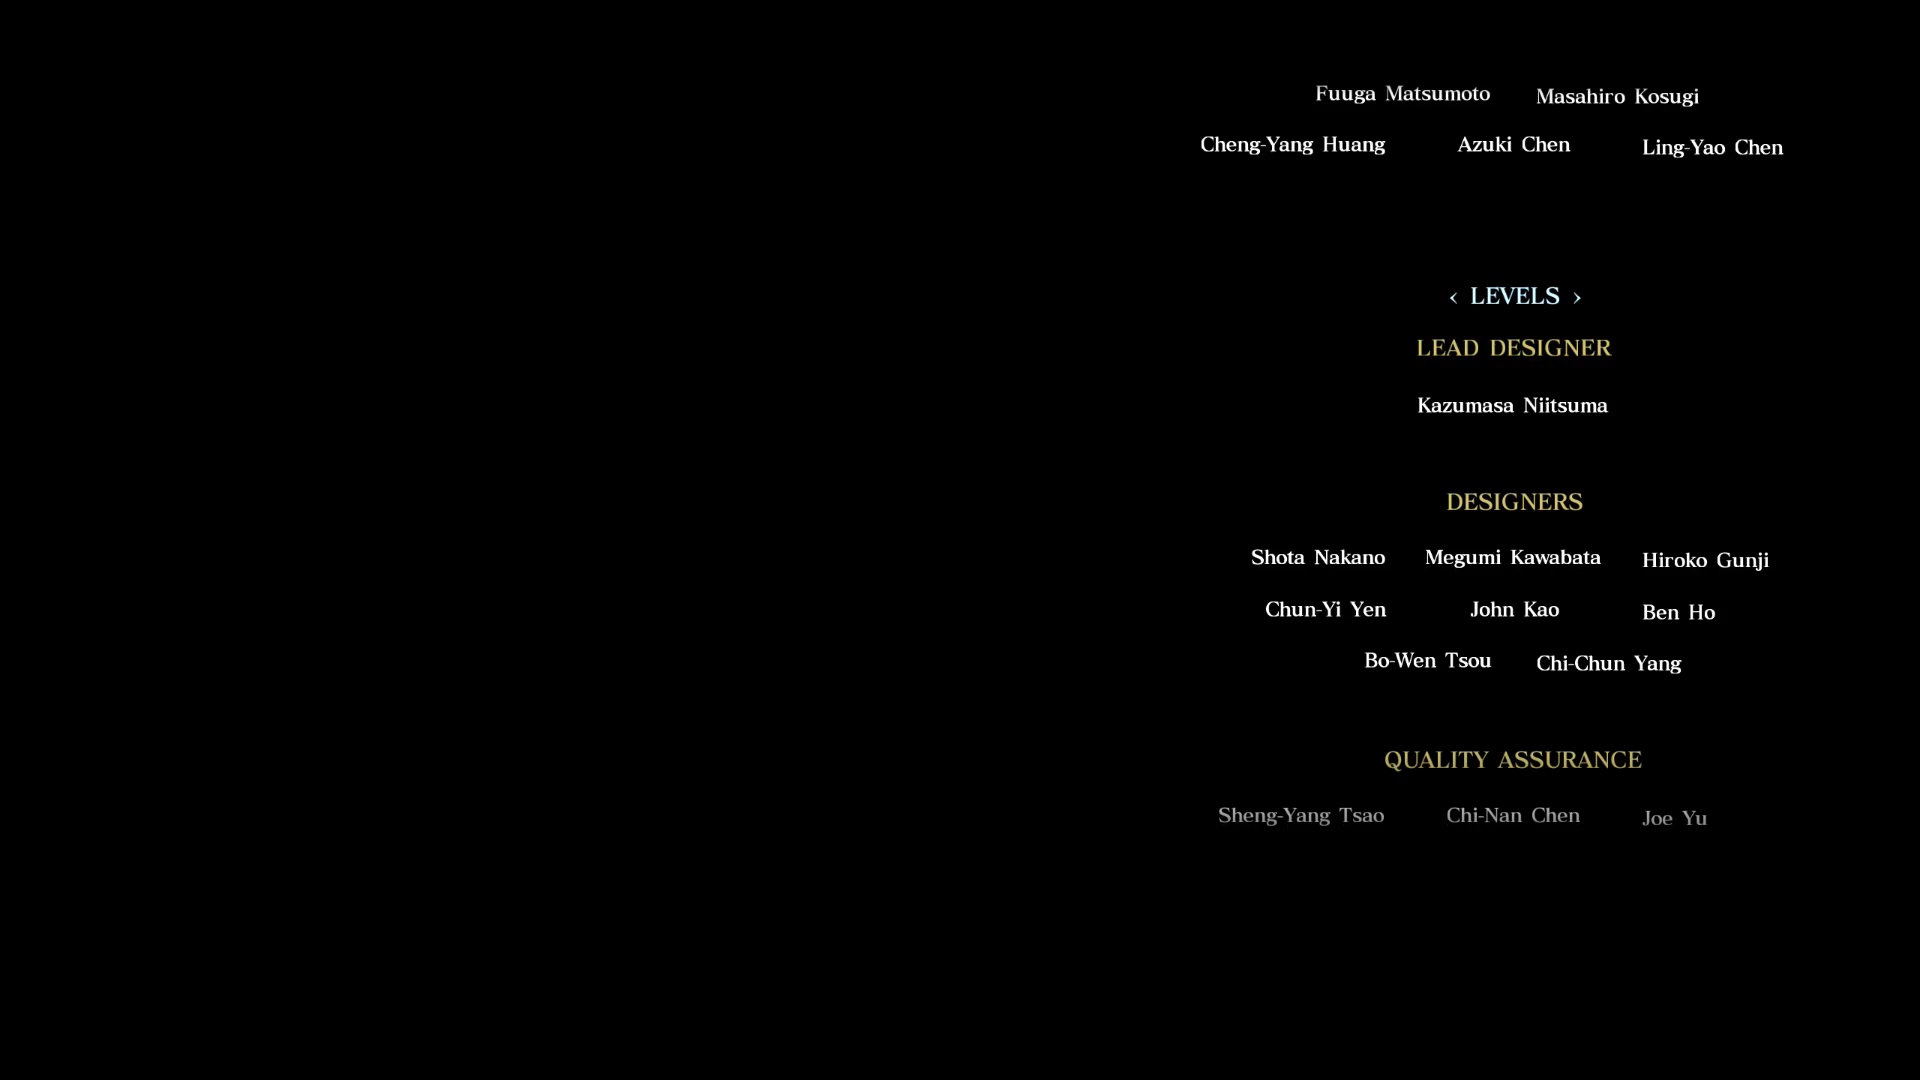 Fuuga Matsumoto Masahiro Kosugi
Cheng-Yang Huang Azuki Chen Ling-Yao Chen
‹ LEVELS ›
LEAD DESIGNER
Kazumasa Niitsuma
DESIGNERS
Shota Nakano Megumi Kawabata Hiroko Gunji
Chun-Yi Yen John Kao Ben Ho
Bo-Wen Tsou Chi-Chun Yang
QUALITY ASSURANCE
Sheng-Yang Tsao Chi-Nan Chen Joe Yu